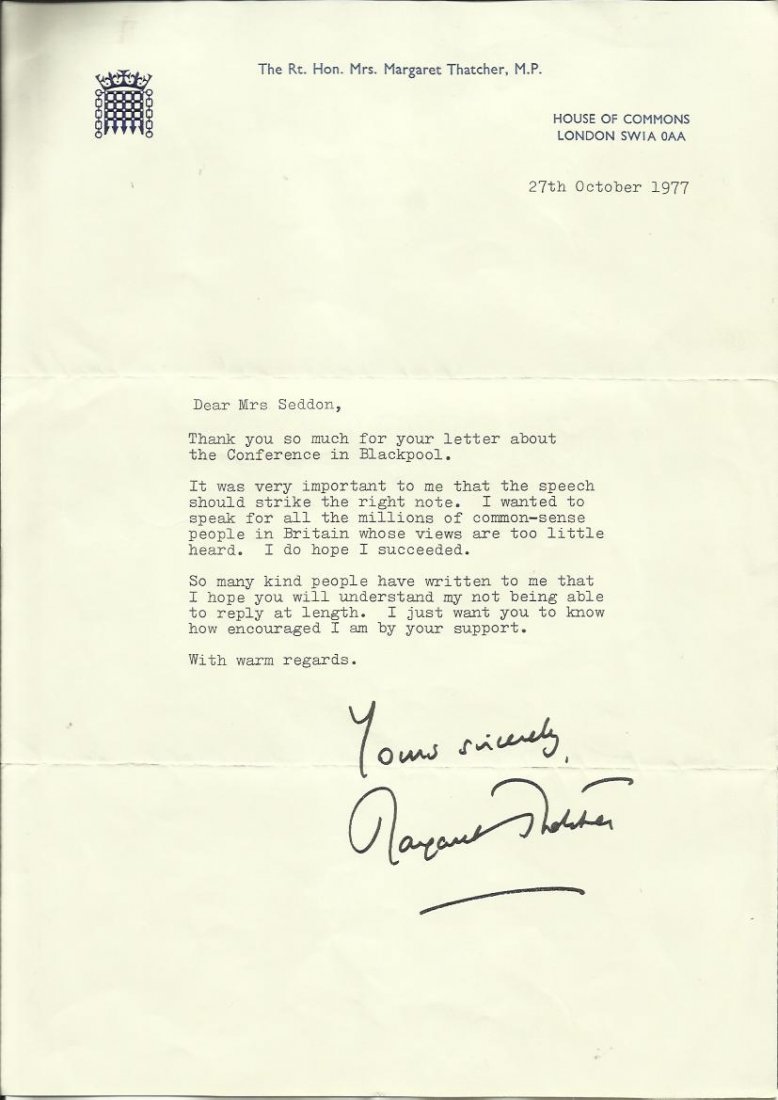 The Rt. Hon. Mrs. Margaret Thatcher, M.P.
HOUSE OF COMMONS
LONDON SW1A 0AA
27th October 1977
Dear Mrs Seddon,
Thank you so much for your letter about
the Conference in Blackpool.
It was very important to me that the speech
should strike the right note. I wanted to
speak for all the millions of common-sense
people in Britain whose views are too little
heard. I do hope I succeeded.
So many kind people have written to me that
I hope you will understand my not being able
to reply at length. I just want you to know
how encouraged I am by your support.
With warm regards.
Yours sincerely,
Margaret Thatcher